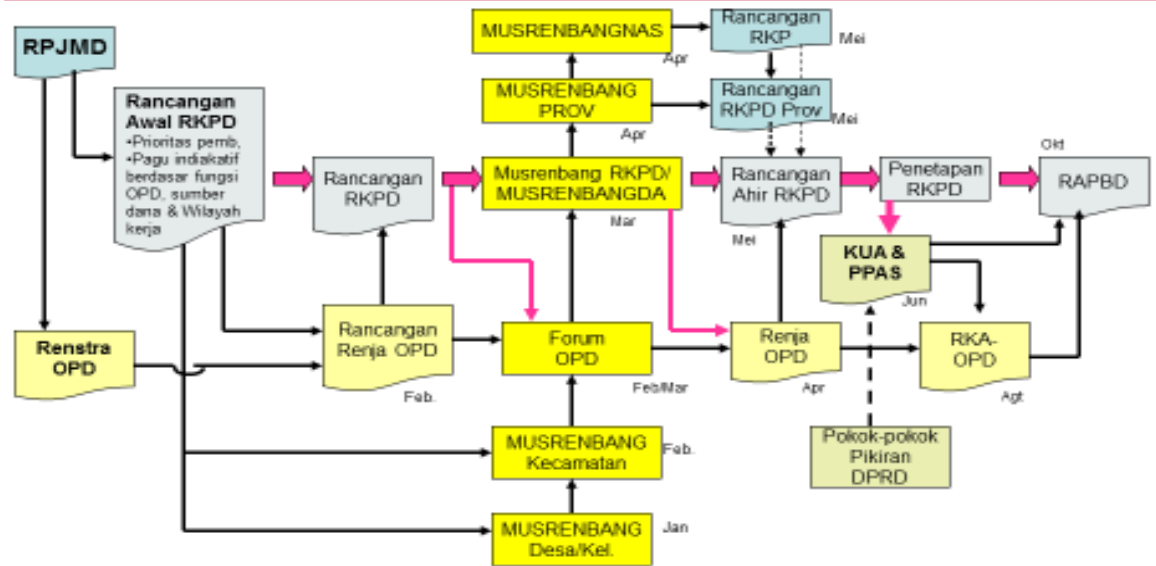 MUSRENBANGNAS
Apr
Rancangan
RKP
Mei
RPJMD
MUSRENBANG
PROV
Apr
Rancangan
RKPD Prov
Mei
Rancangan
Awal RKPD
•Prioritas pemb,
•Pagu indiakatif
berdasar fungsi
OPD, sumber
dana & Wilayah
kerja
Rancangan
RKPD
Musrenbang RKPD/
MUSRENBANGDA
Mar
Rancangan
Ahir RKPD
Mei
Penetapan
RKPD
Okt
RAPBD
KUA &
PPAS
Jun
Renstra
OPD
Rancangan
Renja OPD
Feb.
Forum
OPD
Feb/Mar
Renja
OPD
Apr
RKA-
OPD
Agt
MUSRENBANG
Kecamatan
Feb.
Pokok-pokok
Pikiran
DPRD
MUSRENBANG
Desa/Kel.
Jan